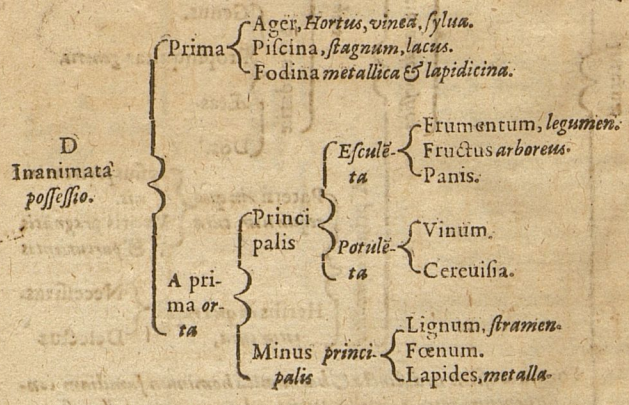 Ager, Hortus, vinea, sylua.
Prima
Piscina, stagnum, lacus.
Fodina metallica & lapidicina.
D
Inanimata
possessio.
A pri-
ma or-
ta
Princi
palis
Esculē-
ta
Frumentum, legumen.
Fructus arboreus.
Panis.
Potulē-
ta
Vinum.
Cereuisia.
Minus princi-
palis
Lignum, stramen.
Fœnum.
Lapides, metalla.